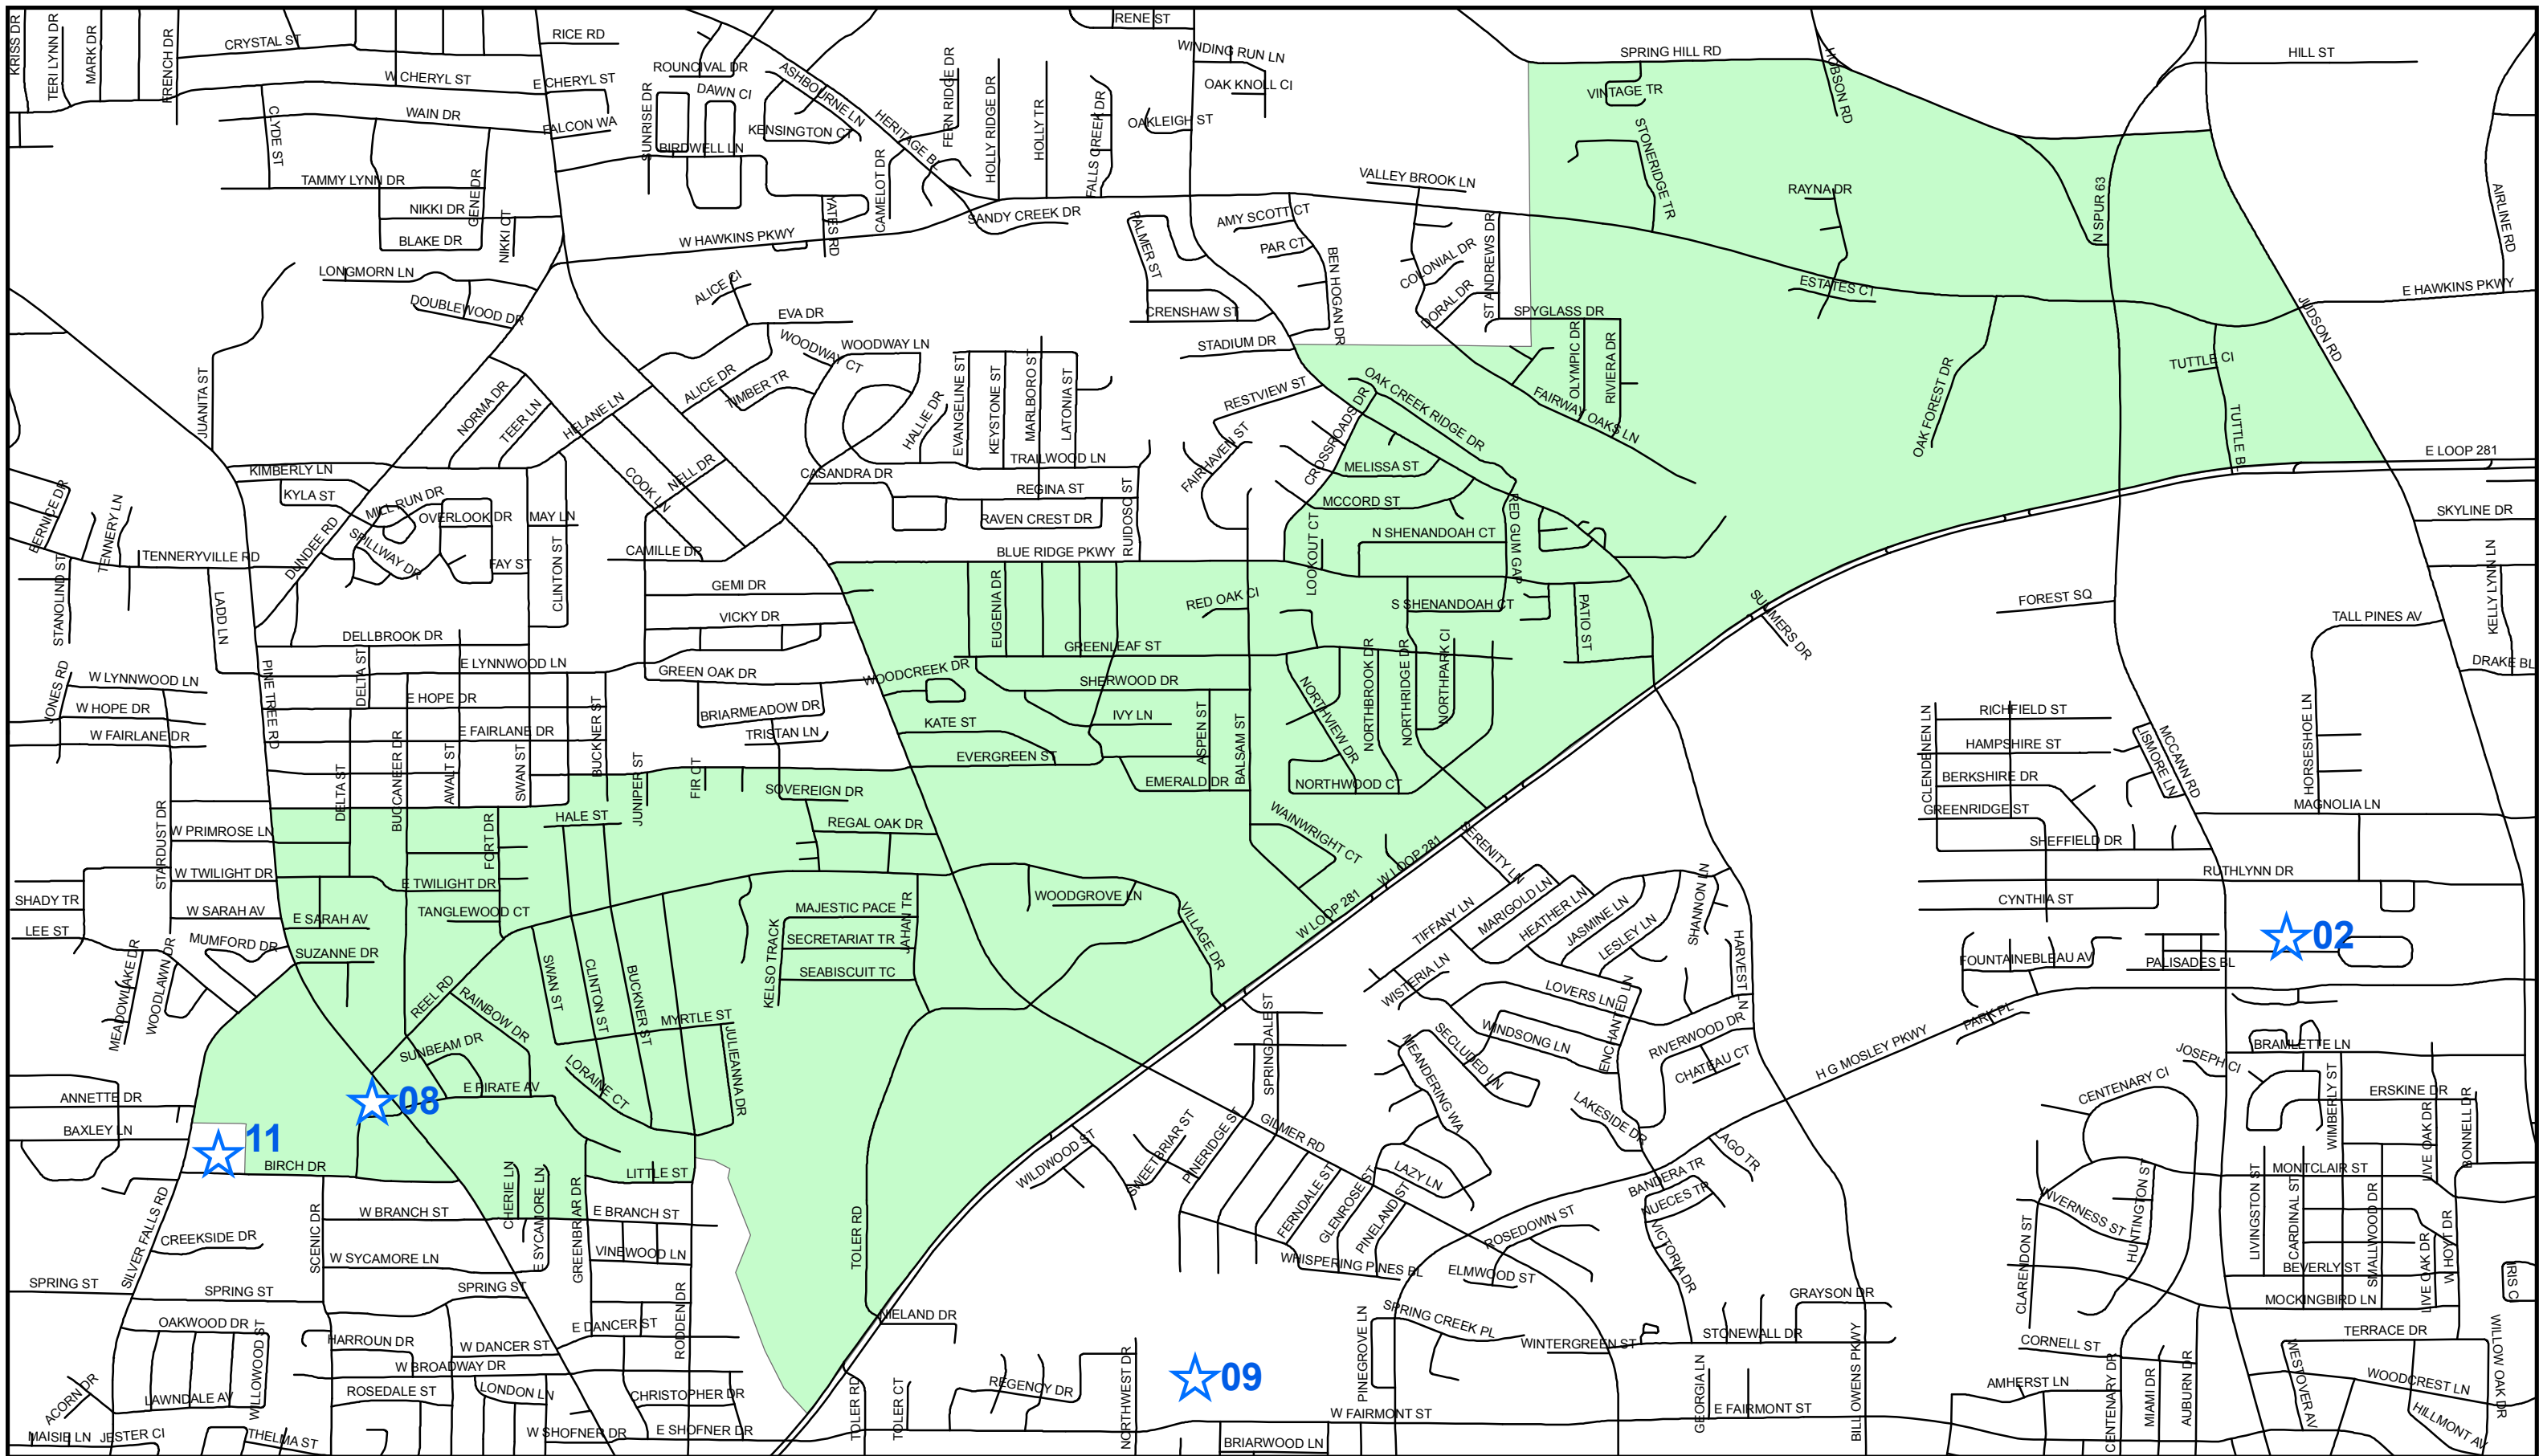 KRISS DR
TERI LYNN DR
MARK DR
FRENCH DR
CRYSTAL ST
RICE RD
RENE ST
WINDING RUN LN
SPRING HILL RD
HOBSON RD
HILL ST
W CHERYL ST
E CHERYL ST
ROUNCIVAL DR
DAWN CI
ASHBOURNE LN
FERN RIDGE DR
HOLLY RIDGE DR
HOLLY TR
FALLS CREEK DR
OAK KNOLL CI
VINTAGE TR
CLYDE ST
WAIN DR
FALCON WA
SUNRISE DR
KENSINGTON CT
HERITAGE BL
OAKLEIGH ST
STONERIDGE TR
BIRDWELL LN
CAMELOT DR
TAMMY LYNN DR
GENE DR
VALLEY BROOK LN
RAYNA DR
N SPUR 63
AIRLINE RD
NIKKI DR
NIKKI CT
YATES RD
SANDY CREEK DR
PALMER ST
AMY SCOTT CT
BLAKE DR
W HAWKINS PKWY
PAR CT
BEN HOGAN DR
COLONIAL DR
ST ANDREWS DR
LONGMORN LN
ALICE CI
ESTATES CT
E HAWKINS PKWY
DOUBLEWOOD DR
EVA DR
CRENSHAW ST
DORAL DR
SPYGLASS DR
JUDSON RD
WOODWAY CT
WOODWAY LN
STADIUM DR
OLYMPIC DR
RIVIERA DR
TUTTLE CI
JUANITA ST
NORMA DR
TEER LN
HELANE LN
ALICE DR
TIMBER TR
HALLIE DR
EVANGELINE ST
KEYSTONE ST
MARLBORO ST
LATONIA ST
RESTVIEW ST
CROSSROADS DR
OAK CREEK RIDGE DR
FAIRWAY OAKS LN
OAK FOREST DR
TUTTLE BL
E LOOP 281
KIMBERLY LN
COOK LN
NELL DR
CASANDRA DR
TRAILWOOD LN
FAIRHAVEN ST
MELISSA ST
KYLA ST
MILL RUN DR
REGINA ST
MCCORD ST
BERNICE DR
TENNERY LN
OVERLOOK DR
MAY LN
RAVEN CREST DR
RUIDOSO ST
LOOKOUT CT
N SHENANDOAH CT
RED GUM GAP
SKYLINE DR
TENNERYVILLE RD
DUNDEE RD
SPILLWAY DR
FAY ST
CLINTON ST
CAMILLE DR
BLUE RIDGE PKWY
STANOLIND ST
LADD LN
GEMI DR
EUGENIA DR
RED OAK CI
S SHENANDOAH CT
PATIO ST
SUMMERS DR
FOREST SQ
KELLY LYNN LN
VICKY DR
TALL PINES AV
DELLBROOK DR
GREENLEAF ST
JONES RD
W LYNNWOOD LN
PINE TREE RD
DELTA ST
E LYNNWOOD LN
GREEN OAK DR
WOODCREEK DR
SHERWOOD DR
NORTHVIEW DR
NORTHBROOK DR
NORTHRIDGE DR
NORTHPARK CI
DRAKE BL
W HOPE DR
E HOPE DR
BRIARMEADOW DR
RICHFIELD ST
W FAIRLANE DR
E FAIRLANE DR
BUCKNER ST
TRISTAN LN
KATE ST
IVY LN
ASPEN ST
BALSAM ST
CLENDENEN LN
HAMPSHIRE ST
LISMORE LN
MCCANN RD
HORSESHOE LN
DELTA ST
BUCCANEER DR
AWALT ST
SWAN ST
JUNIPER ST
FIR CT
EVERGREEN ST
EMERALD DR
NORTHWOOD CT
BERKSHIRE DR
SOVEREIGN DR
GREENRIDGE ST
MAGNOLIA LN
STARDUST DR
W PRIMROSE LN
FORT DR
HALE ST
REGAL OAK DR
WAINWRIGHT CT
SERENITY LN
SHEFFIELD DR
W TWILIGHT DR
E TWILIGHT DR
W LOOP 281
RUTHLYNN DR
SHADY TR
W SARAH AV
E SARAH AV
TANGLEWOOD CT
MAJESTIC PACE
JAHAN TR
WOODGROVE LN
VILLAGE DR
W LOOP 281
TIFFANY LN
MARIGOLD LN
HEATHER LN
JASMINE LN
LESLEY LN
SHANNON LN
CYNTHIA ST
LEE ST
MUMFORD DR
SUZANNE DR
KELSO TRACK
SECRETARIAT TR
02
MEADOWLAKE DR
WOODLAWN DR
SWAN ST
CLINTON ST
BUCKNER ST
SEABISCUIT TC
WISTERIA LN
LOVERS LN
HARVEST LN
FOUNTAINEBLEAU AV
PALISADES BL
REEL RD
RAINBOW DR
MYRTLE ST
JULIEANNA DR
SPRINGDALE ST
MEANDERING WA
SECLUDED LN
WINDSONG LN
ENCHANTED LN
RIVERWOOD DR
PARK PL
SUNBEAM DR
CHATEAU CT
H G MOSLEY PKWY
JOSEPH CI
BRAMLETTE LN
ANNETTE DR
08
E PIRATE AV
LORAINE CT
CENTENARY CI
WIMBERLY ST
ERSKINE DR
BAXLEY LN
11
WILDWOOD ST
SWEETBRIAR ST
PINERIDGE ST
GILMER RD
LAKESIDE DR
LAGO TR
LIVE OAK DR
BONNELL DR
BIRCH DR
LITTLE ST
LAZY LN
BANDERA TR
MONTCLAIR ST
SILVER FALLS RD
CHERIE LN
E SYCAMORE LN
GREENBRIAR DR
FERNDALE ST
GLENROSE ST
PINELAND ST
NUECES TR
INVERNESS ST
HUNTINGTON ST
LIVINGSTON ST
CARDINAL ST
SMALLWOOD DR
W BRANCH ST
E BRANCH ST
ROSEDOWN ST
VICTORIA DR
CLARENDON ST
CREEKSIDE DR
SCENIC DR
W SYCAMORE LN
VINEWOOD LN
TOLER RD
WHISPERING PINES BL
ELMWOOD ST
BEVERLY ST
LIVE OAK DR
W HOYT DR
IRIS C
SPRING ST
SPRING ST
SPRING ST
RODDEN DR
GRAYSON DR
MOCKINGBIRD LN
OAKWOOD DR
HARROUN DR
W DANCER ST
E DANCER ST
NIELAND DR
PINEGROVE LN
SPRING CREEK PL
WINTERGREEN ST
STONEWALL DR
CORNELL ST
TERRACE DR
WILLOWOOD ST
W BROADWAY DR
09
BILL OWENS PKWY
WESTOVER AV
WOODCREST LN
WILLOW OAK DR
ACORN DR
LAWNDALE AV
ROSEDALE ST
LONDON LN
CHRISTOPHER DR
TOLER RD
TOLER CT
REGENCY DR
NORTHWEST DR
GEORGIA LN
AMHERST LN
CENTENARY DR
MIAMI DR
AUBURN DR
MAISIE LN
JESTER CI
THELMA ST
W SHOFNER DR
E SHOFNER DR
W FAIRMONT ST
E FAIRMONT ST
HILLMONT AV
BRIARWOOD LN